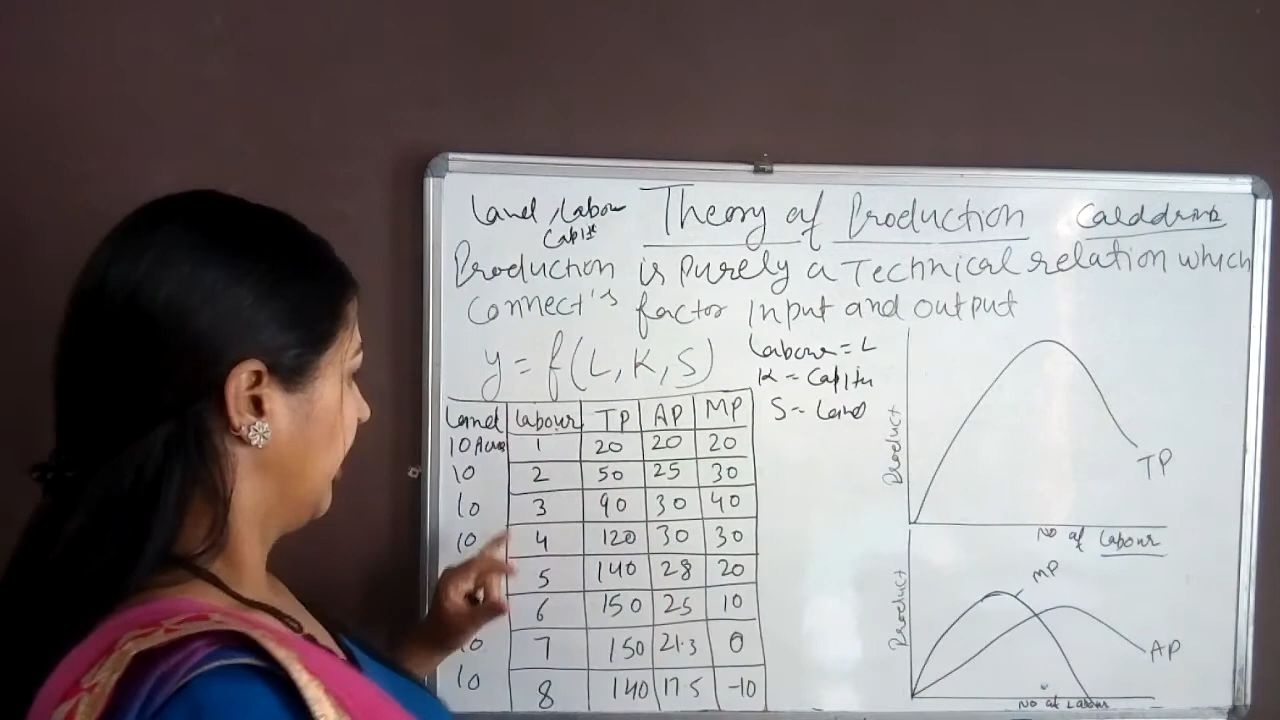 Land, Labour Theory of Production
Production is purely a Technical relation which
connect's factor Input and output
y = f(L, K, S)
Labour = L
K = Capita
S = Land
Land Labour TP AP MP
10 Acres 1 20 20 20
10 2 50 25 30
10 3 90 30 40
10 4 120 30 30
5 140 28 20
6 150 25 10
10 7 150 21.3 0
10 8 140 17.5 -10
Product
TP
No of Labour
Product
MP
AP
No of Labour